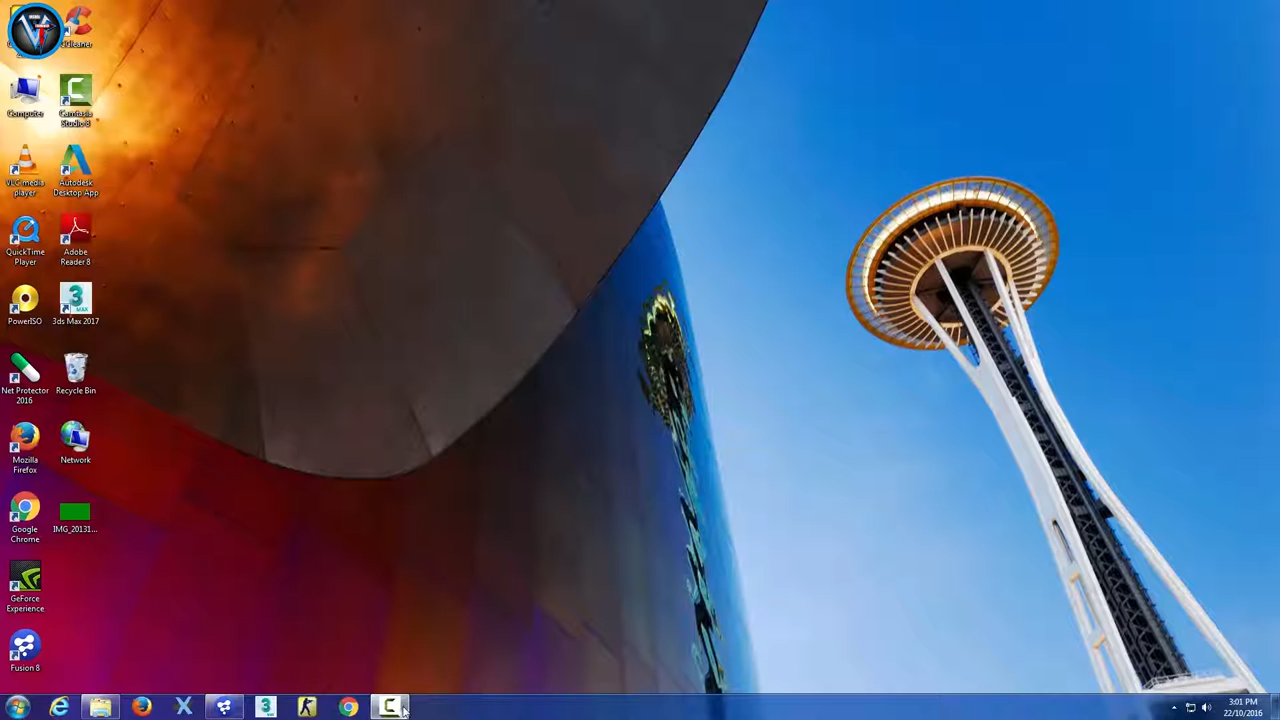 CCleaner
Computer
Camtasia
Studio 8
VLC media
player
Autodesk
Desktop App
QuickTime
Player
Adobe
Reader 8
PowerISO
3ds Max 2017
Net Protector
2016
Recycle Bin
Mozilla
Firefox
Network
Google
Chrome
IMG_20131...
GeForce
Experience
Fusion 8
3:01 PM
22/10/2016